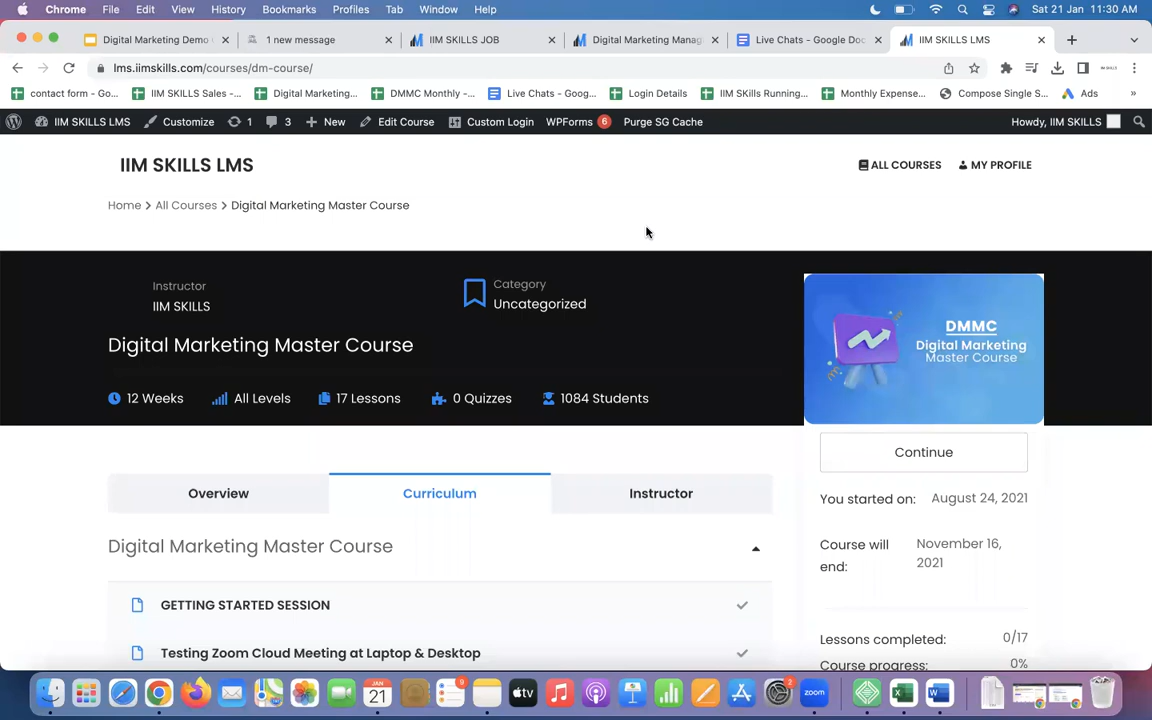 Chrome File Edit View History Bookmarks Profiles Tab Window Help Sat 21 Jan 11:30 AM
Digital Marketing Demo 1 new message IIM SKILLS JOB Digital Marketing Manag Live Chats - Google Doc IIM SKILLS LMS
lms.iimskills.com/courses/dm-course/
contact form - Go... IIM SKILLS Sales -... Digital Marketing... DMMC Monthly -... Live Chats - Goog... Login Details IIM SKills Running... Monthly Expense... Compose Single S... Ads »
IIM SKILLS LMS Customize 1 3 New Edit Course Custom Login WPForms 6 Purge SG Cache Howdy, IIM SKILLS
IIM SKILLS LMS ALL COURSES MY PROFILE
Home > All Courses > Digital Marketing Master Course
Instructor Category
IIM SKILLS Uncategorized
Digital Marketing Master Course
12 Weeks All Levels 17 Lessons 0 Quizzes 1084 Students
DMMC
Digital Marketing
Master Course
Continue
You started on: August 24, 2021
Course will end: November 16, 2021
Lessons completed: 0/17
Course progress: 0%
Overview Curriculum Instructor
Digital Marketing Master Course
GETTING STARTED SESSION
Testing Zoom Cloud Meeting at Laptop & Desktop
JAN
21
9
tv
2
zoom